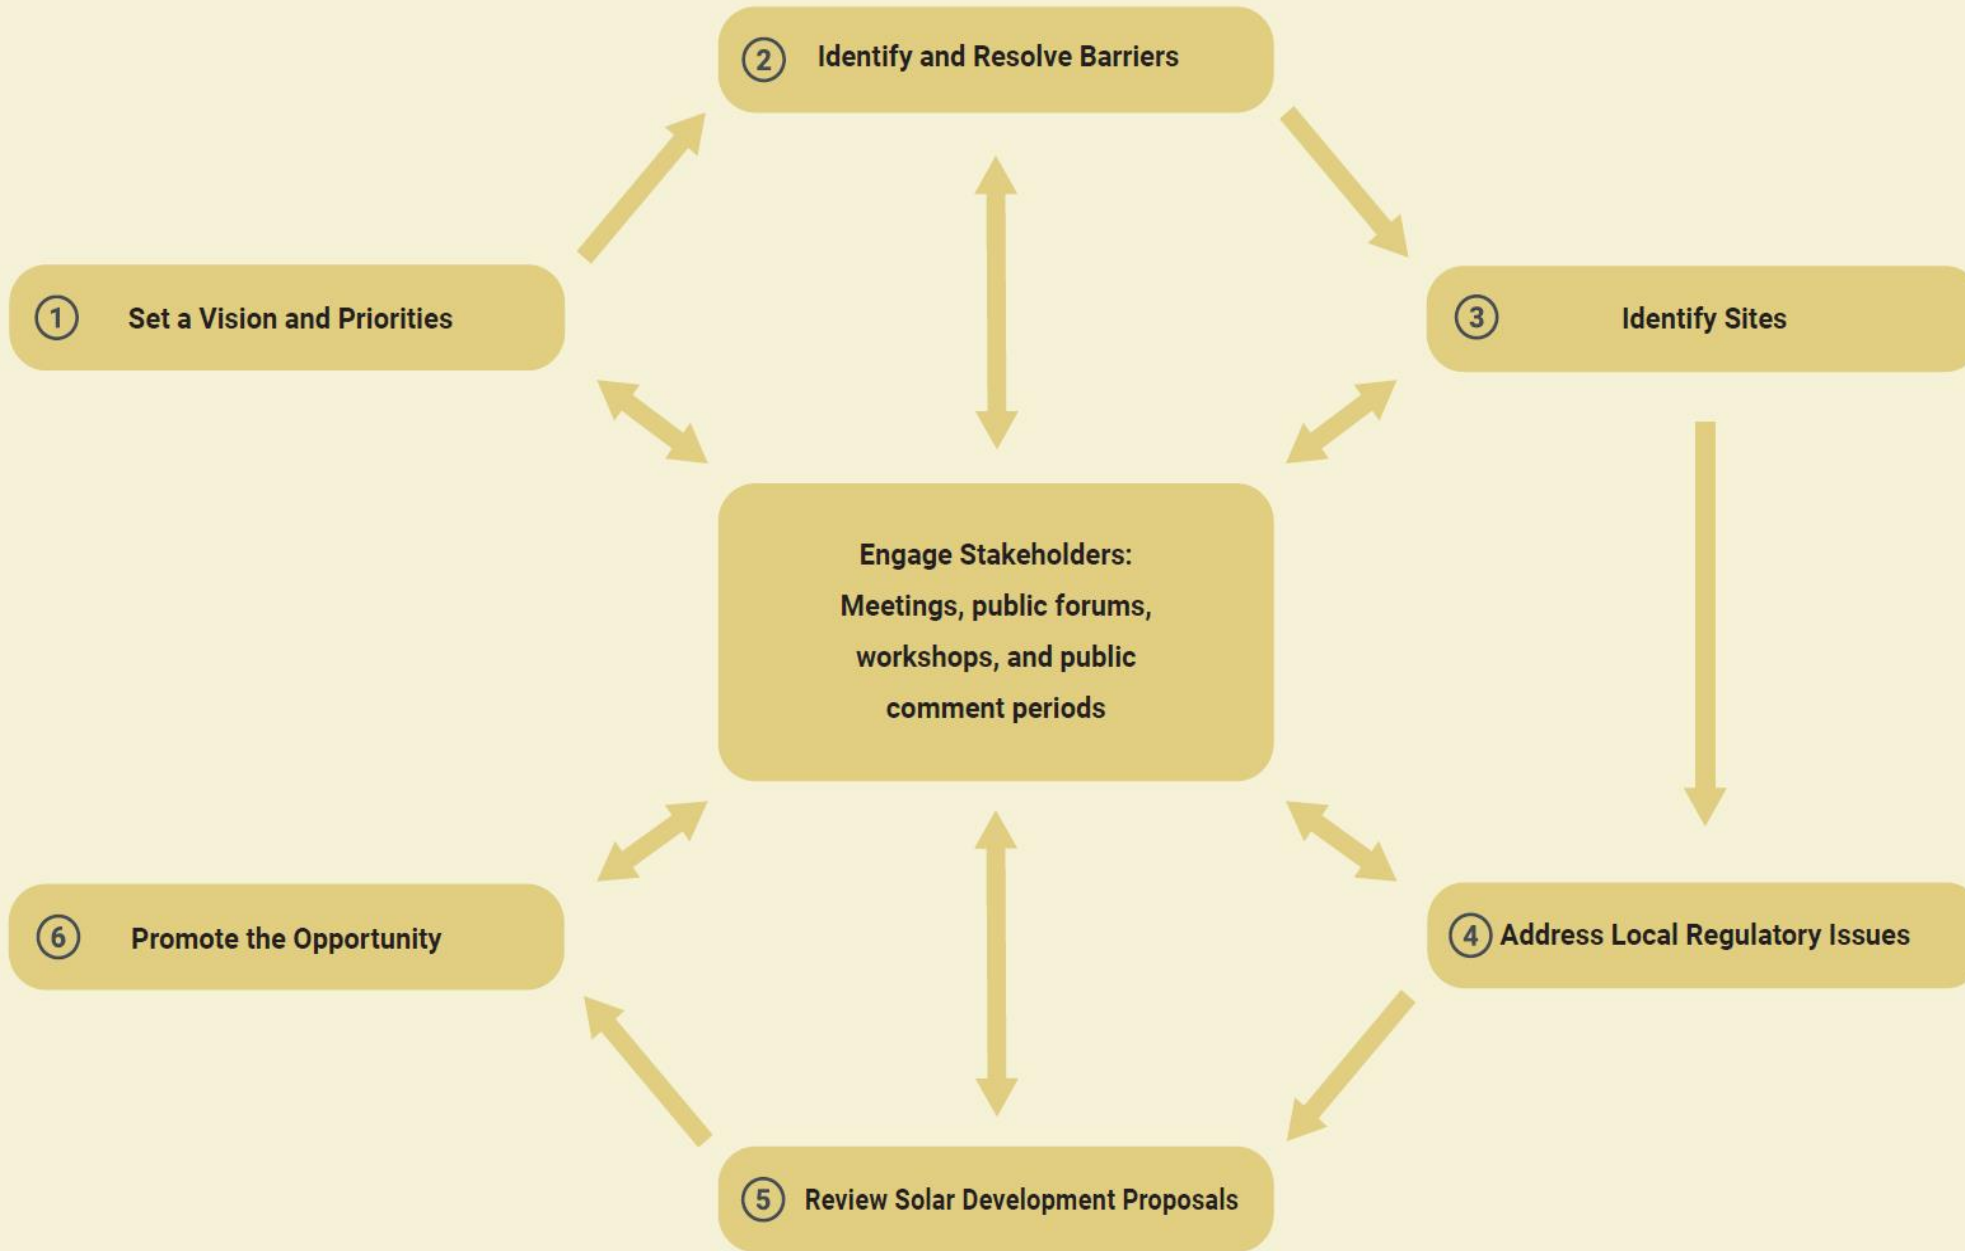 2 Identify and Resolve Barriers
1 Set a Vision and Priorities
3 Identify Sites
Engage Stakeholders:
Meetings, public forums,
workshops, and public
comment periods
6 Promote the Opportunity
4 Address Local Regulatory Issues
5 Review Solar Development Proposals